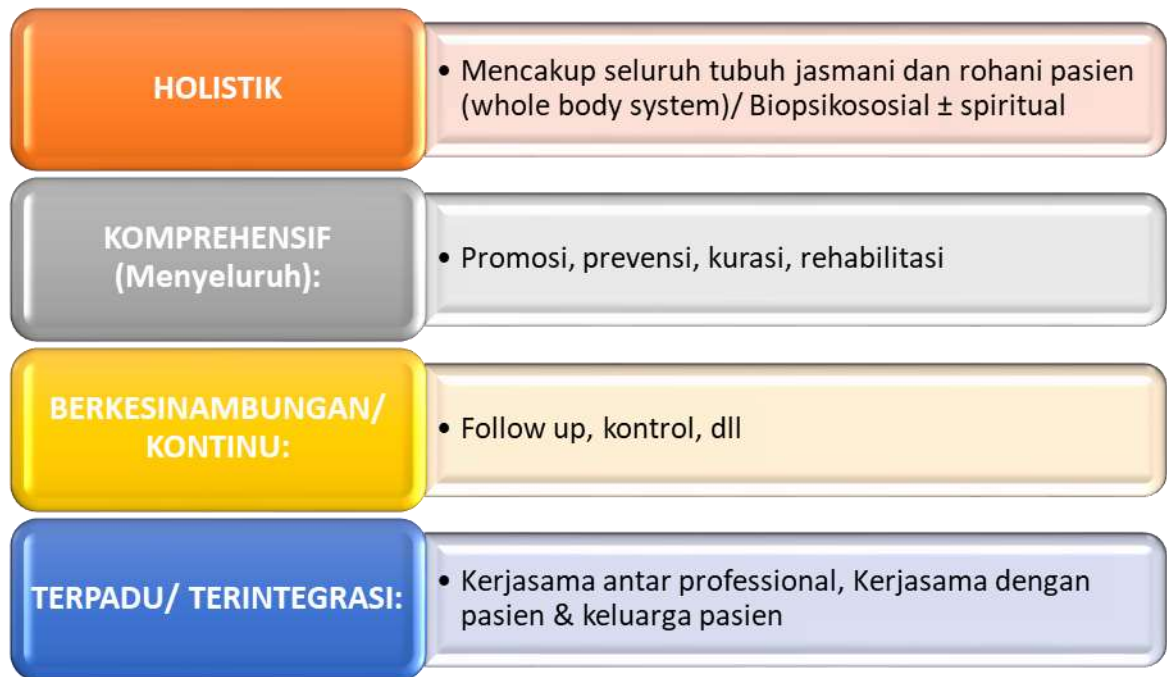 HOLISTIK
• Mencakup seluruh tubuh jasmani dan rohani pasien
(whole body system)/ Biopsikososial ± spiritual
KOMPREHENSIF
(Menyeluruh):
• Promosi, prevensi, kurasi, rehabilitasi
BERKESINAMBUNGAN/
KONTINU:
• Follow up, kontrol, dll
TERPADU/ TERINTEGRASI:
• Kerjasama antar professional, Kerjasama dengan
pasien & keluarga pasien